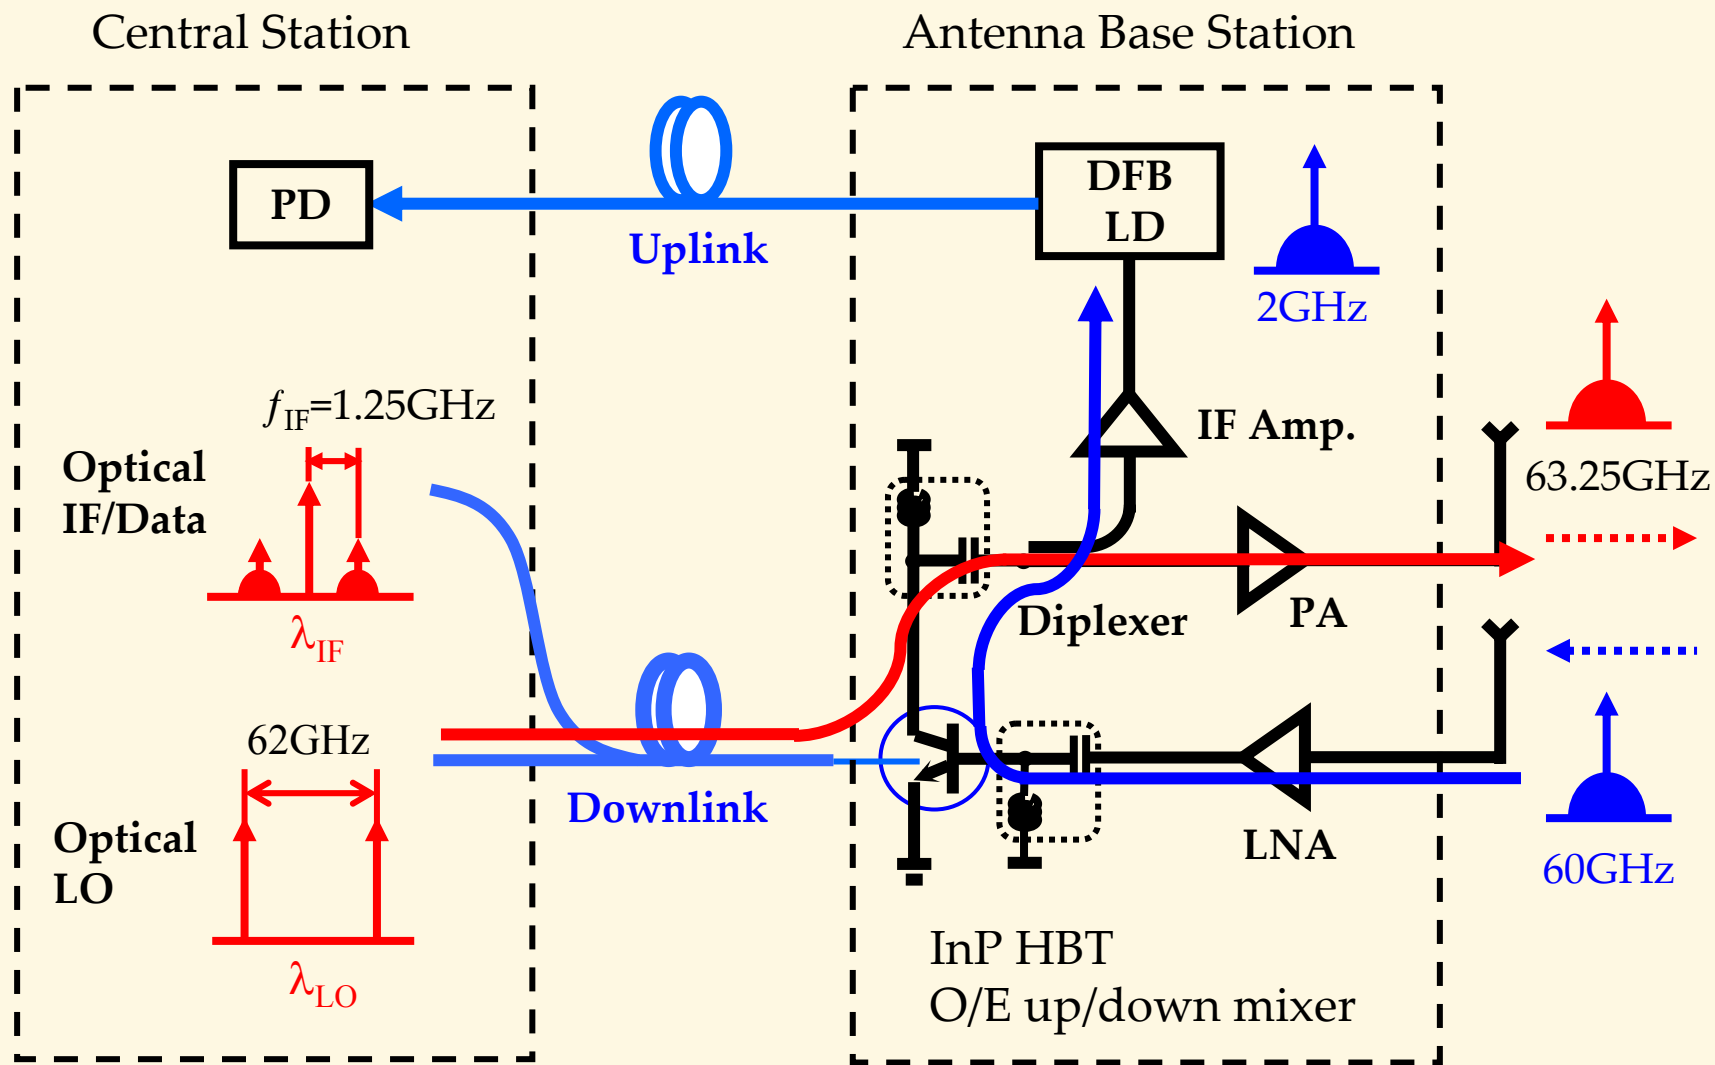 Central Station
Antenna Base Station
PD
Uplink
DFB
LD
2GHz
fIF=1.25GHz
Optical
IF/Data
λIF
IF Amp.
63.25GHz
Diplexer
PA
62GHz
Downlink
Optical
LO
λLO
LNA
60GHz
InP HBT
O/E up/down mixer